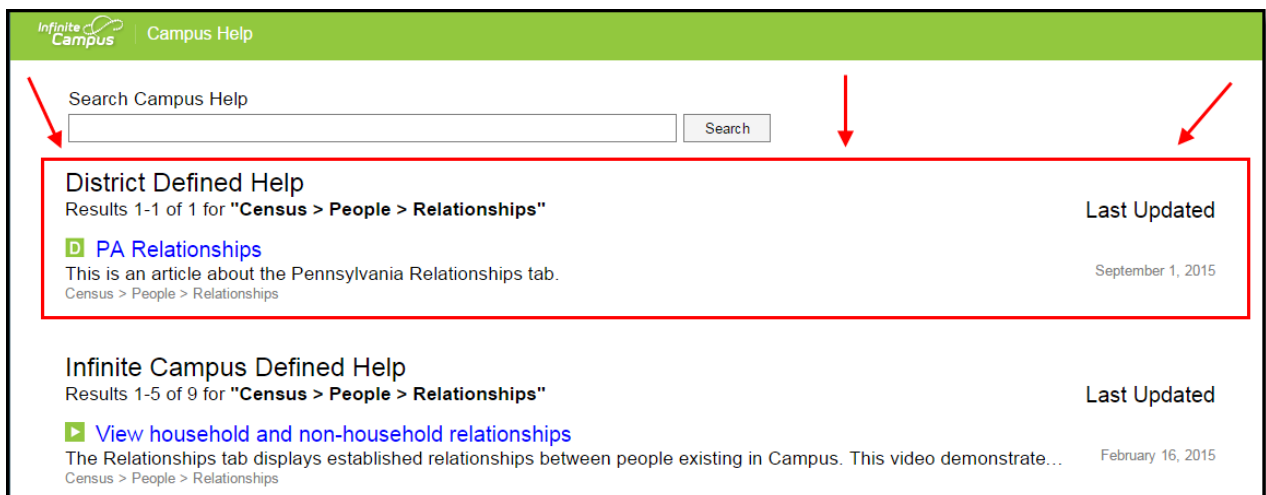 Infinite Campus Campus Help
Search Campus Help
Search
District Defined Help
Results 1-1 of 1 for "Census > People > Relationships"
Last Updated
D PA Relationships
This is an article about the Pennsylvania Relationships tab.
September 1, 2015
Census > People > Relationships
Infinite Campus Defined Help
Results 1-5 of 9 for "Census > People > Relationships"
Last Updated
View household and non-household relationships
The Relationships tab displays established relationships between people existing in Campus. This video demonstrate...
February 16, 2015
Census > People > Relationships